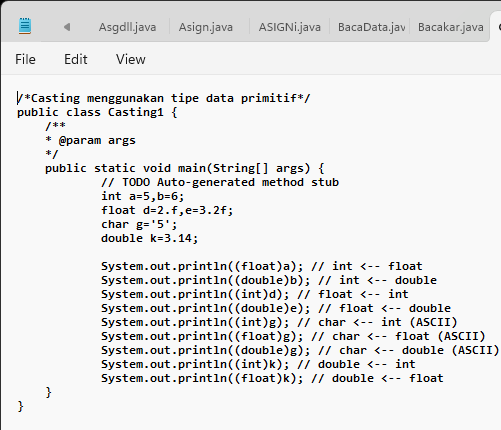 Asgdll.java Asign.java ASIGNi.java BacaData.jav Bacakar.java
File Edit View
/*Casting menggunakan tipe data primitif*/
public class Casting1 {
/**
* @param args
*/
public static void main(String[] args) {
// TODO Auto-generated method stub
int a=5,b=6;
float d=2.f,e=3.2f;
char g='5';
double k=3.14;
System.out.println((float)a); // int <-- float
System.out.println((double)b); // int <-- double
System.out.println((int)d); // float <-- int
System.out.println((double)e); // float <-- double
System.out.println((int)g); // char <-- int (ASCII)
System.out.println((float)g); // char <-- float (ASCII)
System.out.println((double)g); // char <-- double (ASCII)
System.out.println((int)k); // double <-- int
System.out.println((float)k); // double <-- float
}
}